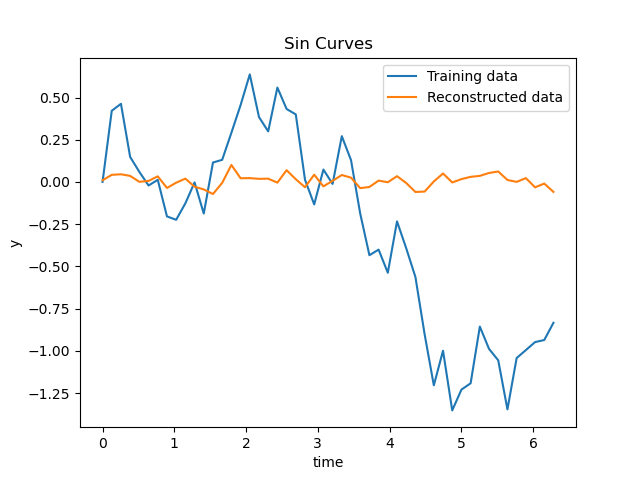 Sin Curves
Training data
Reconstructed data
0.50
0.25
0.00
−0.25
−0.50
−0.75
−1.00
−1.25
y
0 1 2 3 4 5 6
time